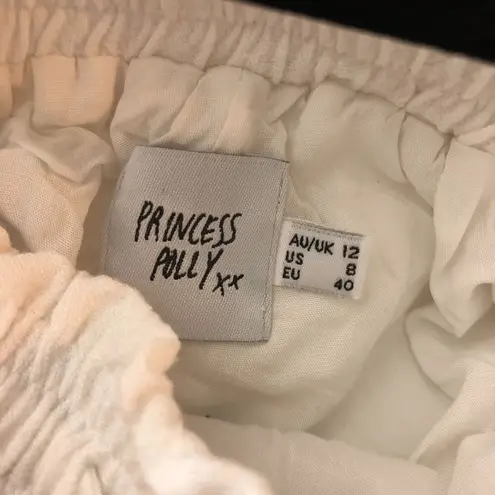 PRINCESS
POLLY xx
AU/UK 12
US 8
EU 40